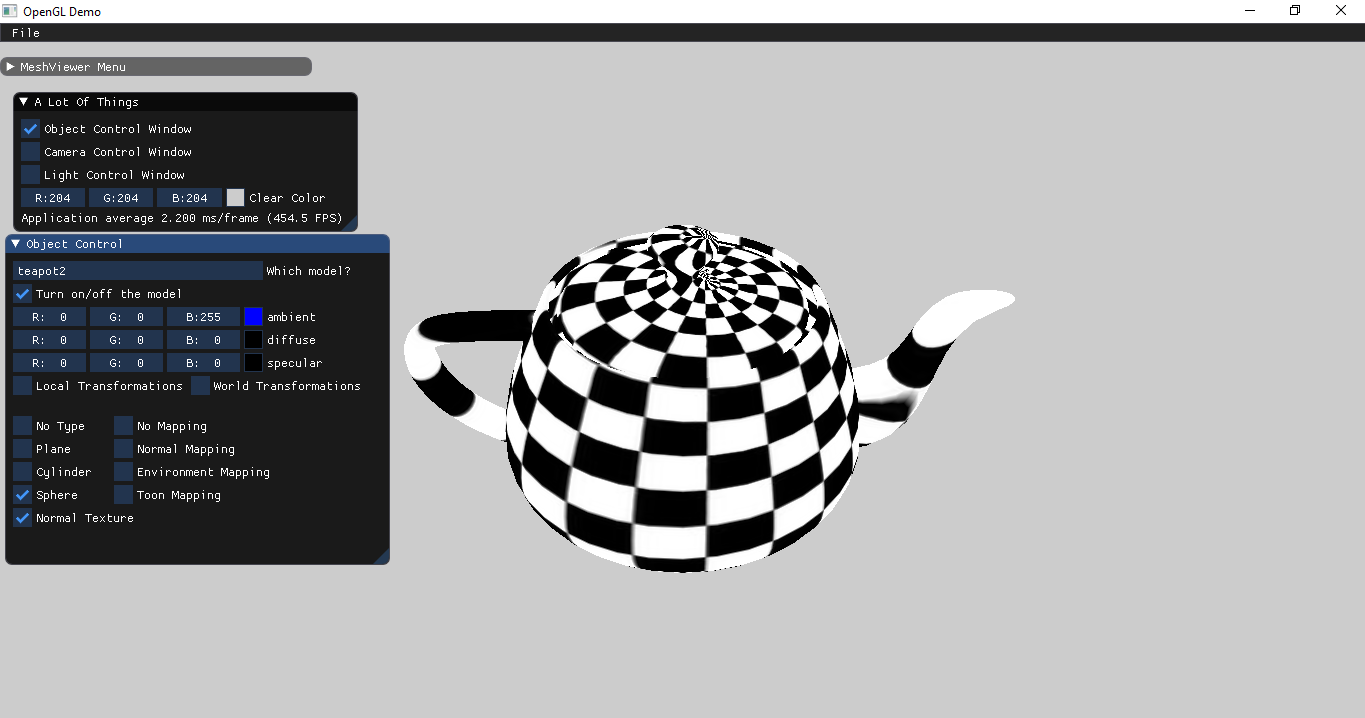 OpenGL Demo
File
MeshViewer Menu
A Lot Of Things
Object Control Window
Camera Control Window
Light Control Window
R:204 G:204 B:204 Clear Color
Application average 2.200 ms/frame (454.5 FPS)
Object Control
teapot2 Which model?
Turn on/off the model
R: 0 G: 0 B:255 ambient
R: 0 G: 0 B: 0 diffuse
R: 0 G: 0 B: 0 specular
Local Transformations World Transformations
No Type No Mapping
Plane Normal Mapping
Cylinder Environment Mapping
Sphere Toon Mapping
Normal Texture